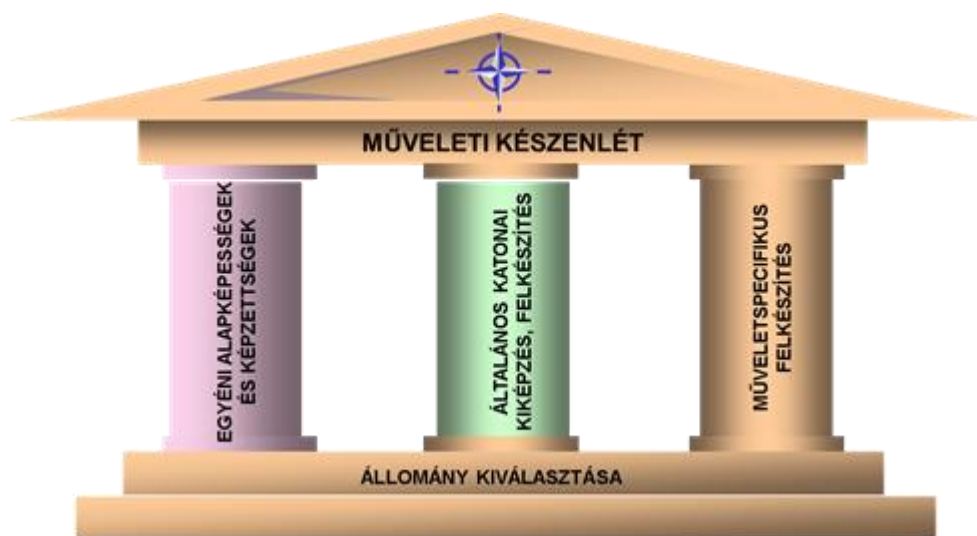 MŰVELETI KÉSZENLÉT
EGYÉNI ALAPKÉPESSÉGEK
ÉS KÉPZETTSÉGEK
ÁLTALÁNOS KATONAI
KIKÉPZÉS, FELKÉSZÍTÉS
MŰVELETSPECIFIKUS
FELKÉSZÍTÉS
ÁLLOMÁNY KIVÁLASZTÁSA